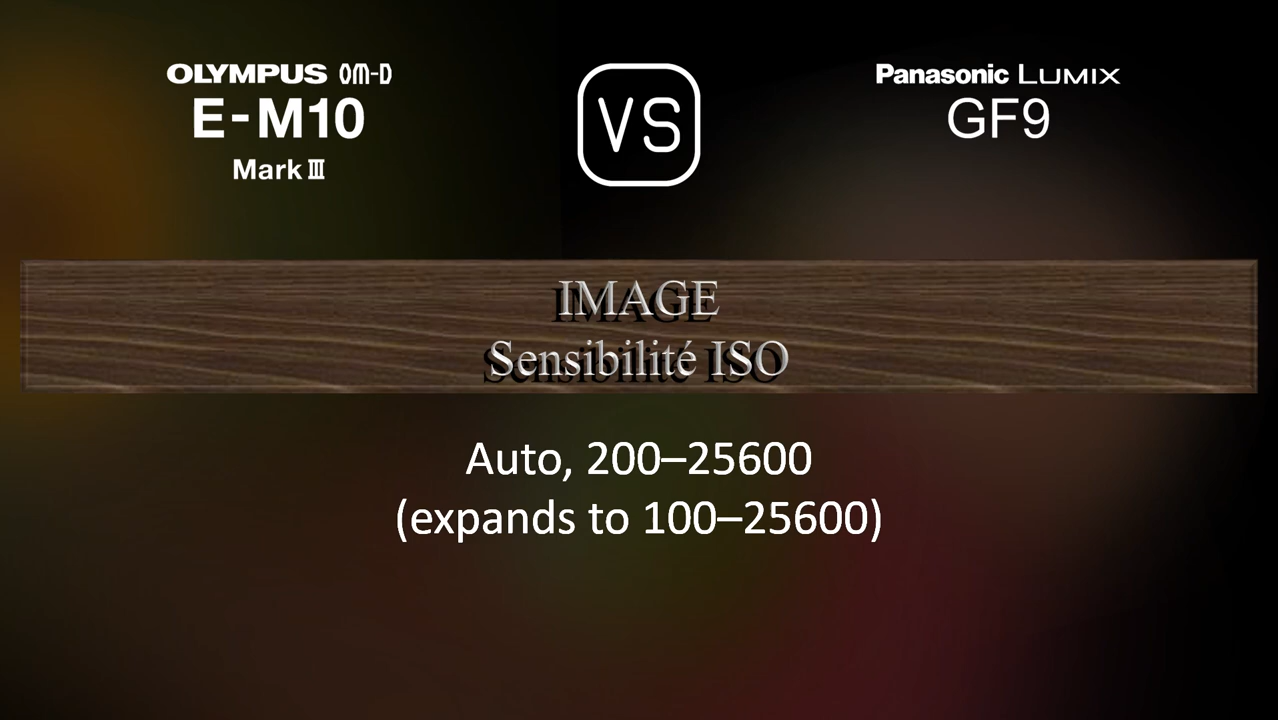 OLYMPUS OM-D
E-M10
Mark III
VS
Panasonic LUMIX
GF9
IMAGE
Sensibilité ISO
Auto, 200–25600
(expands to 100–25600)